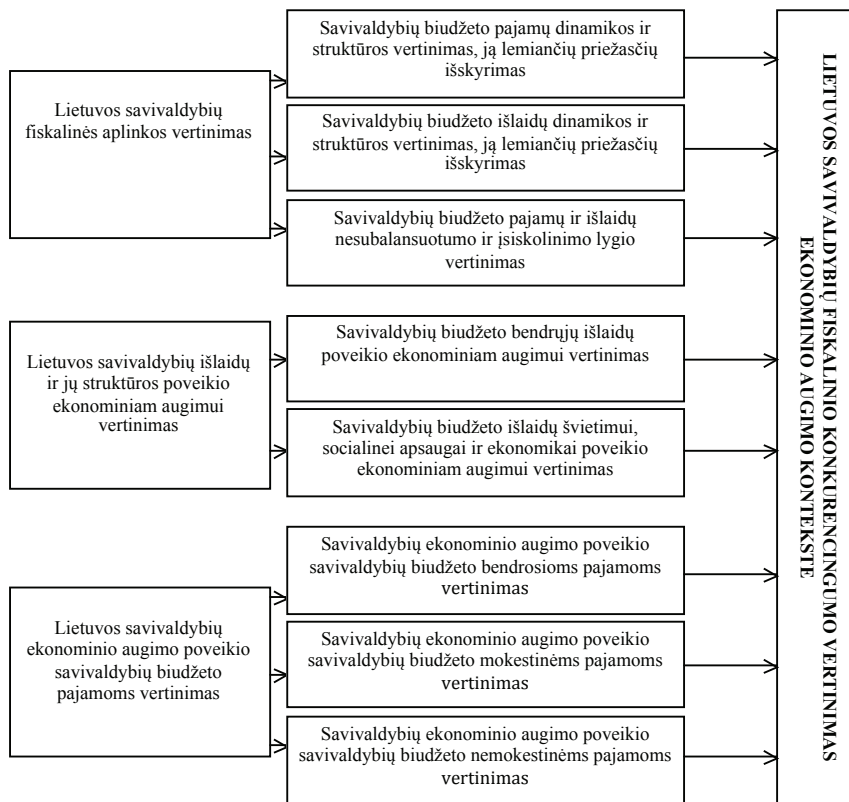 Lietuvos savivaldybių
fiskalinės aplinkos vertinimas
Savivaldybių biudžeto pajamų dinamikos ir
struktūros vertinimas, ją lemiančių priežasčių
išskyrimas
Savivaldybių biudžeto išlaidų dinamikos ir
struktūros vertinimas, ją lemiančių priežasčių
išskyrimas
Savivaldybių biudžeto pajamų ir išlaidų
nesubalansuotumo ir įsiskolinimo lygio
vertinimas
Lietuvos savivaldybių išlaidų
ir jų struktūros poveikio
ekonominiam augimui
vertinimas
Savivaldybių biudžeto bendrųjų išlaidų
poveikio ekonominiam augimui vertinimas
Savivaldybių biudžeto išlaidų švietimui,
socialinei apsaugai ir ekonomikai poveikio
ekonominiam augimui vertinimas
Lietuvos savivaldybių
ekonominio augimo poveikio
savivaldybių biudžeto
pajamoms vertinimas
Savivaldybių ekonominio augimo poveikio
savivaldybių biudžeto bendrosioms pajamoms
vertinimas
Savivaldybių ekonominio augimo poveikio
savivaldybių biudžeto mokestinėms pajamoms
vertinimas
Savivaldybių ekonominio augimo poveikio
savivaldybių biudžeto nemokestinėms pajamoms
vertinimas
LIETUVOS SAVIVALDYBIŲ FISKALINIO KONKURENCINGUMO VERTINIMAS
EKONOMINIO AUGIMO KONTEKSTE